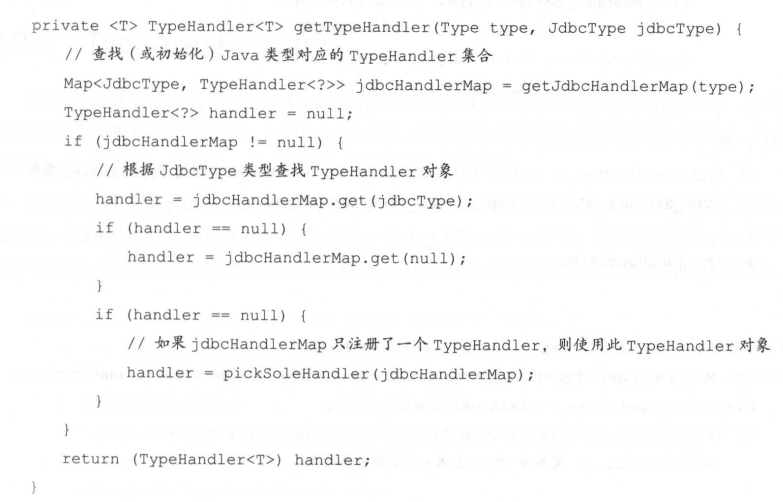 private <T> TypeHandler<T> getTypeHandler(Type type, JdbcType jdbcType) {
// 查找（或初始化）Java 类型对应的 TypeHandler 集合
Map<JdbcType, TypeHandler<?>> jdbcHandlerMap = getJdbcHandlerMap(type);
TypeHandler<?> handler = null;
if (jdbcHandlerMap != null) {
// 根据 JdbcType 类型查找 TypeHandler 对象
handler = jdbcHandlerMap.get(jdbcType);
if (handler == null) {
handler = jdbcHandlerMap.get(null);
}
if (handler == null) {
// 如果 jdbcHandlerMap 只注册了一个 TypeHandler，则使用此 TypeHandler 对象
handler = pickSoleHandler(jdbcHandlerMap);
}
}
return (TypeHandler<T>) handler;
}